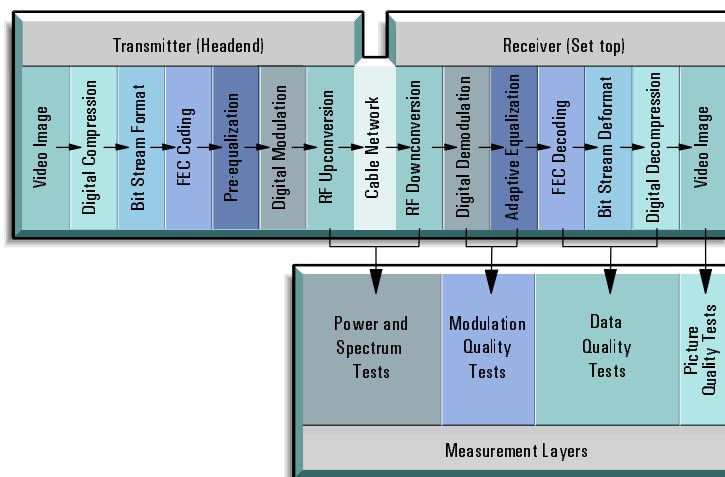 Transmitter (Headend)
Receiver (Set top)
Video Image
Digital Compression
Bit Stream Format
FEC Coding
Pre-equalization
Digital Modulation
RF Upconversion
Cable Network
RF Downconversion
Digital Demodulation
Adaptive Equalization
FEC Decoding
Bit Stream Deformat
Digital Decompression
Video Image
Power and
Spectrum
Tests
Modulation
Quality
Tests
Data
Quality
Tests
Picture
Quality Tests
Measurement Layers